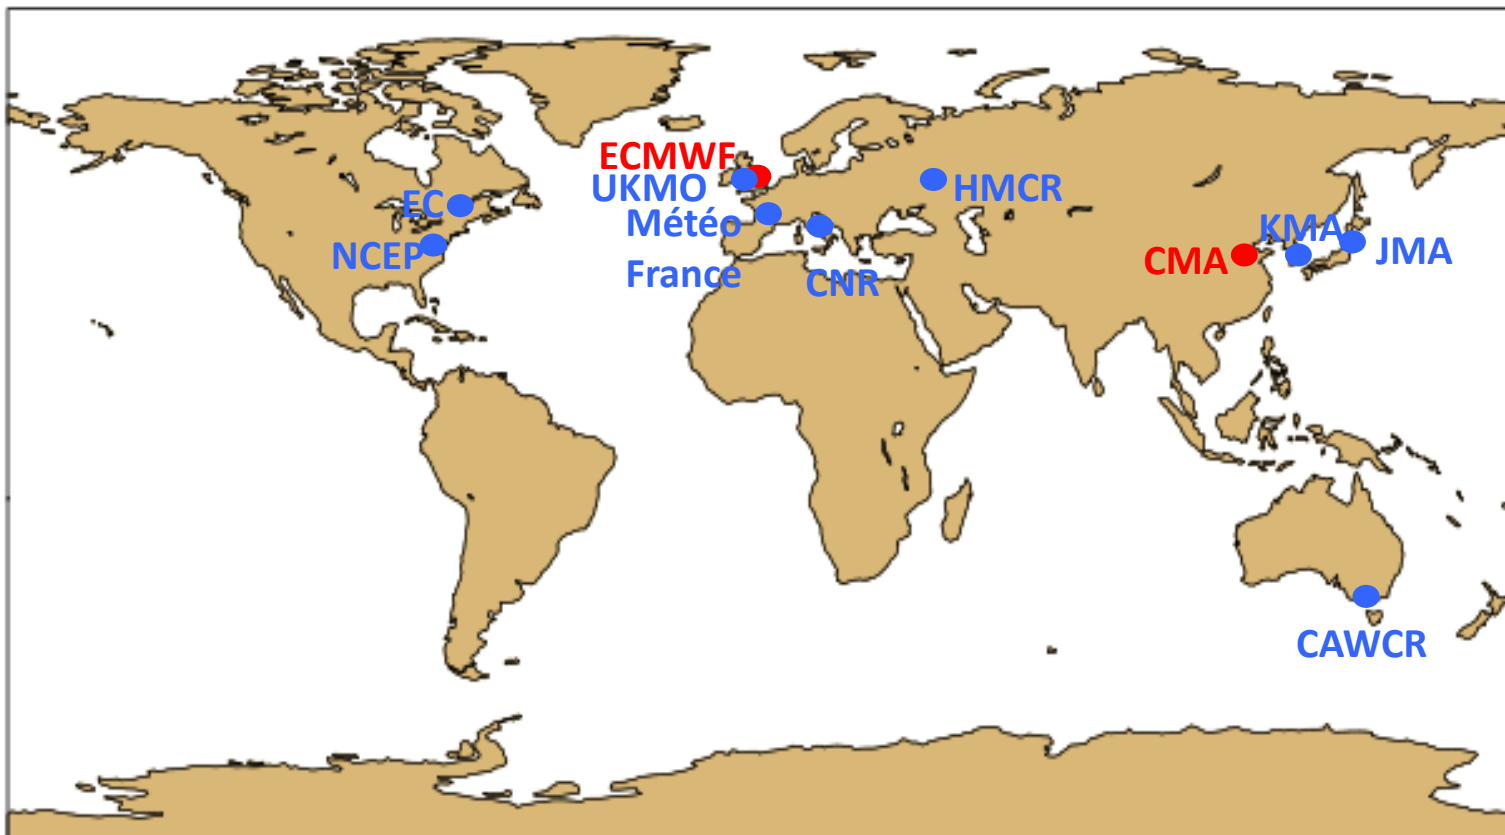 ECMWF
UKMO
HMCR
EC
Météo
France
KMA
NCEP
CMA
JMA
CNR
CAWCR